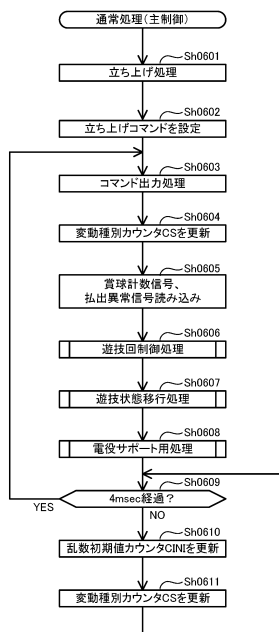 通常処理(主制御)
Sh0601
立ち上げ処理
Sh0602
立ち上げコマンドを設定
Sh0603
コマンド出力処理
Sh0604
変動種別カウンタCSを更新
Sh0605
賞球計数信号、
払出異常信号読み込み
Sh0606
遊技回制御処理
Sh0607
遊技状態移行処理
Sh0608
電役サポート用処理
Sh0609
4msec経過?
YES
NO
Sh0610
乱数初期値カウンタCINIを更新
Sh0611
変動種別カウンタCSを更新